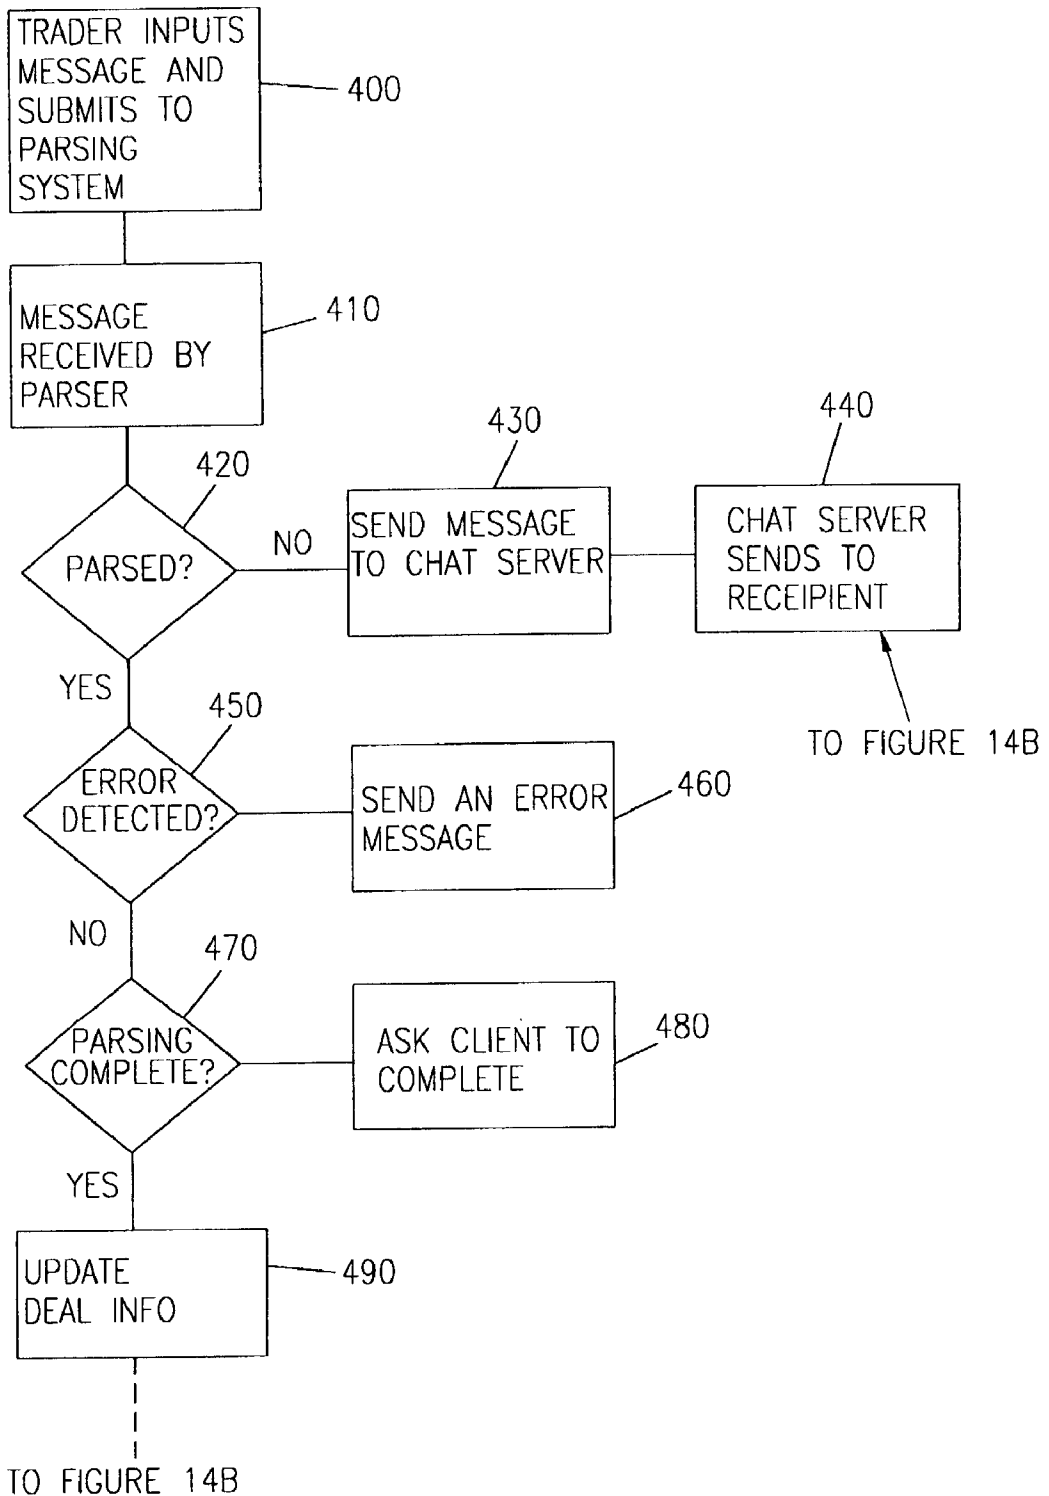 TRADER INPUTS
MESSAGE AND
SUBMITS TO
PARSING
SYSTEM
400
MESSAGE
RECEIVED BY
PARSER
410
420
PARSED?
NO
430
SEND MESSAGE
TO CHAT SERVER
440
CHAT SERVER
SENDS TO
RECEIPIENT
TO FIGURE 14B
YES
450
ERROR
DETECTED?
SEND AN ERROR
MESSAGE
460
NO
470
PARSING
COMPLETE?
ASK CLIENT TO
COMPLETE
480
YES
UPDATE
DEAL INFO
490
TO FIGURE 14B